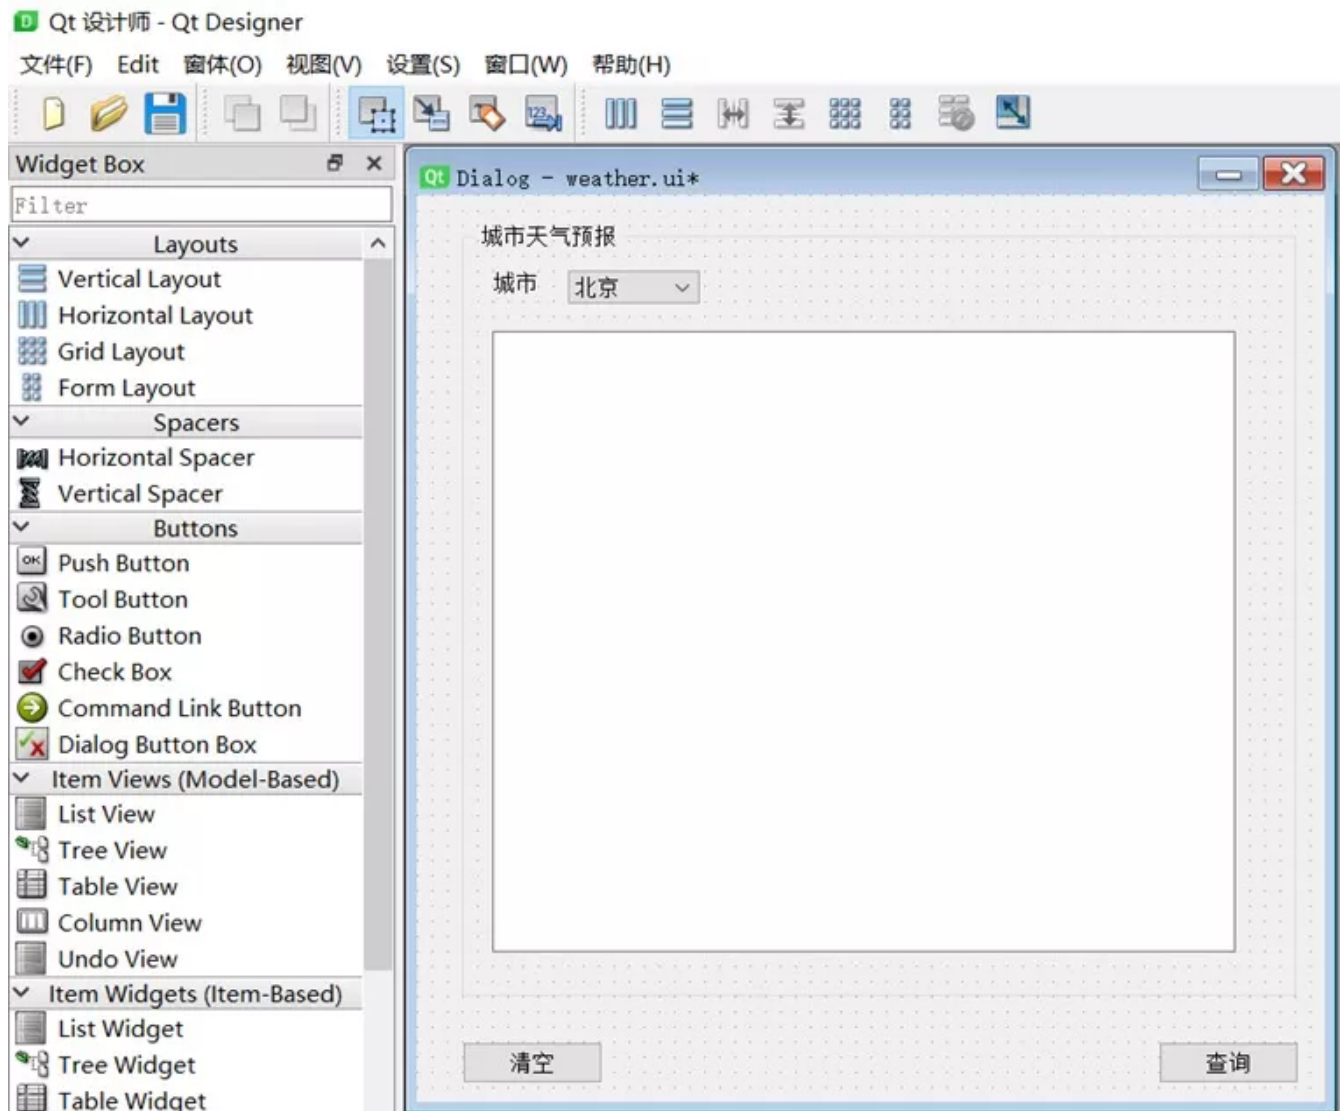 Qt 设计师 - Qt Designer
文件(F) Edit 窗体(O) 视图(V) 设置(S) 窗口(W) 帮助(H)
Widget Box
Filter
Layouts
Vertical Layout
Horizontal Layout
Grid Layout
Form Layout
Spacers
Horizontal Spacer
Vertical Spacer
Buttons
Push Button
Tool Button
Radio Button
Check Box
Command Link Button
Dialog Button Box
Item Views (Model-Based)
List View
Tree View
Table View
Column View
Undo View
Item Widgets (Item-Based)
List Widget
Tree Widget
Table Widget
Dialog - weather.ui*
城市天气预报
城市 北京
清空 查询